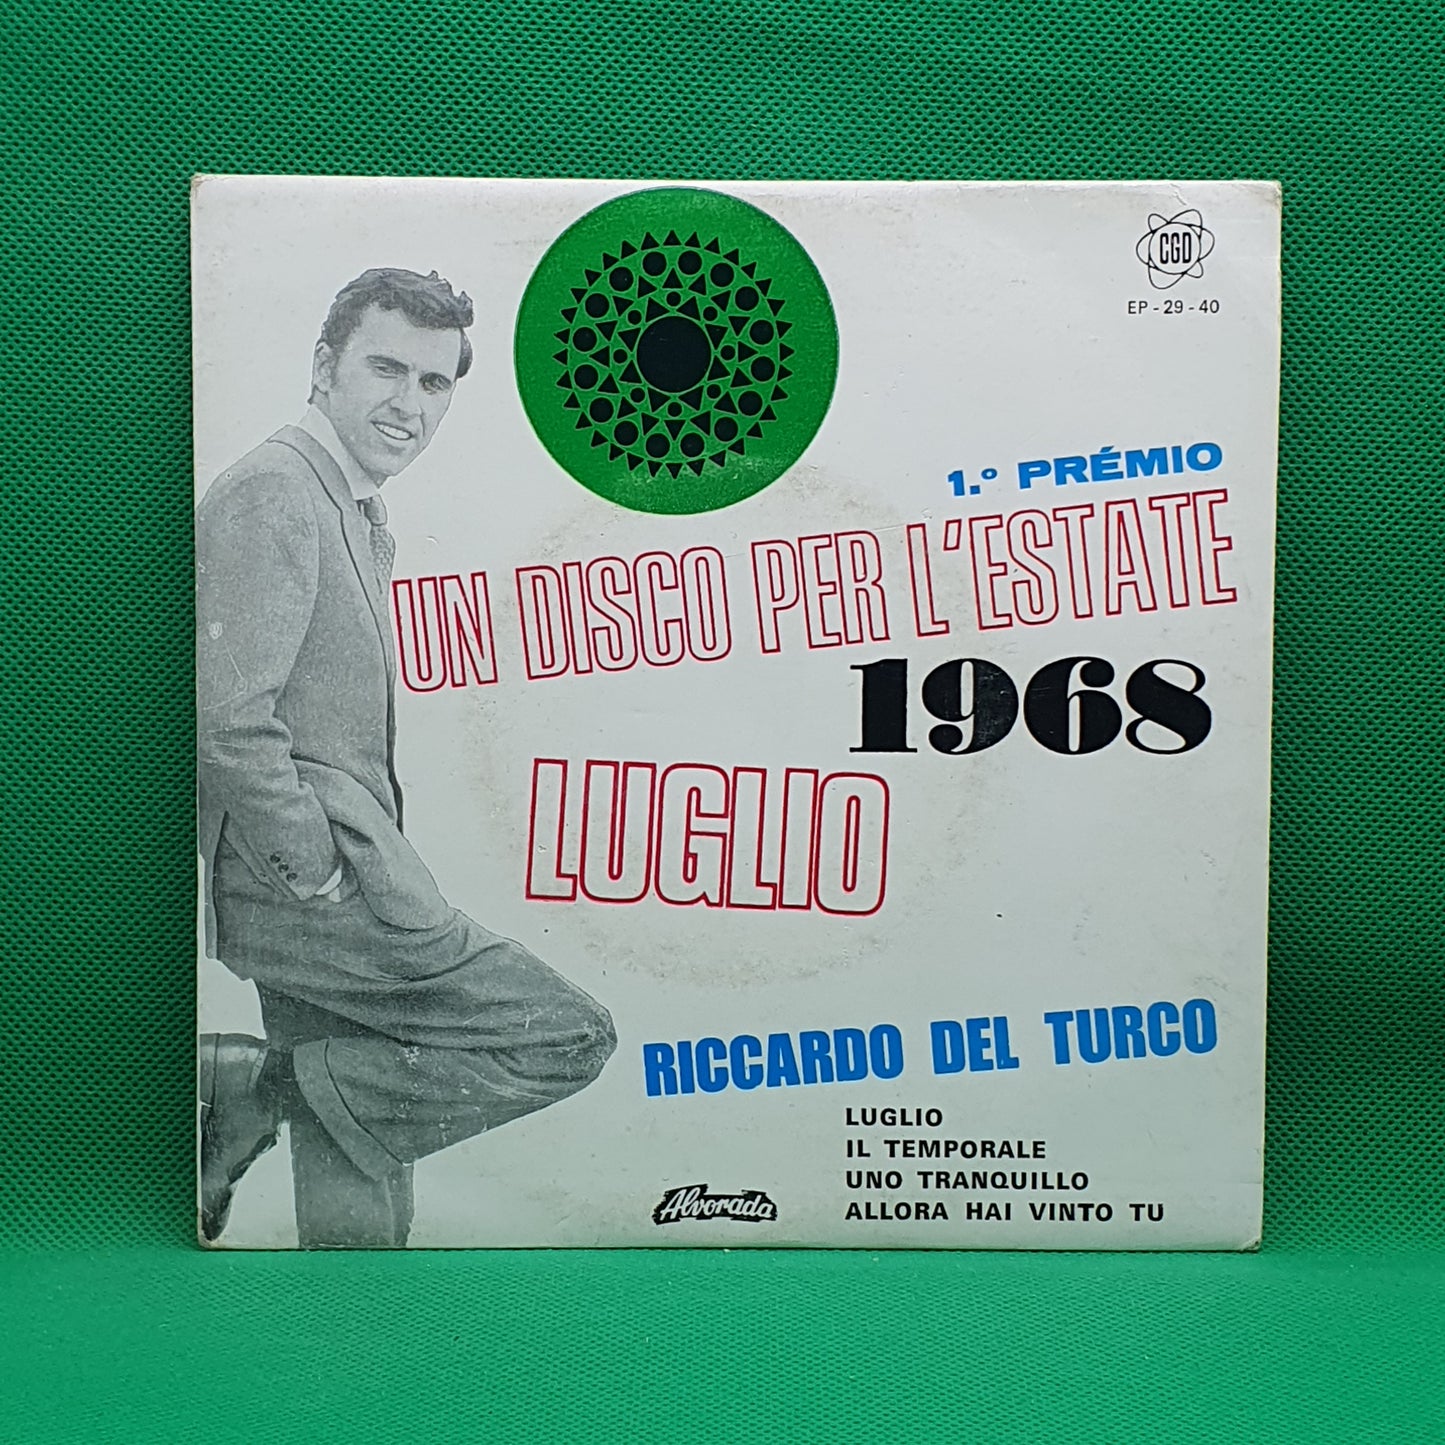 CGD
EP - 29 - 40
1.º PRÉMIO
UN DISCO PER L'ESTATE
1968
LUGLIO
RICCARDO DEL TURCO
LUGLIO
IL TEMPORALE
UNO TRANQUILLO
ALLORA HAI VINTO TU
Alvorada